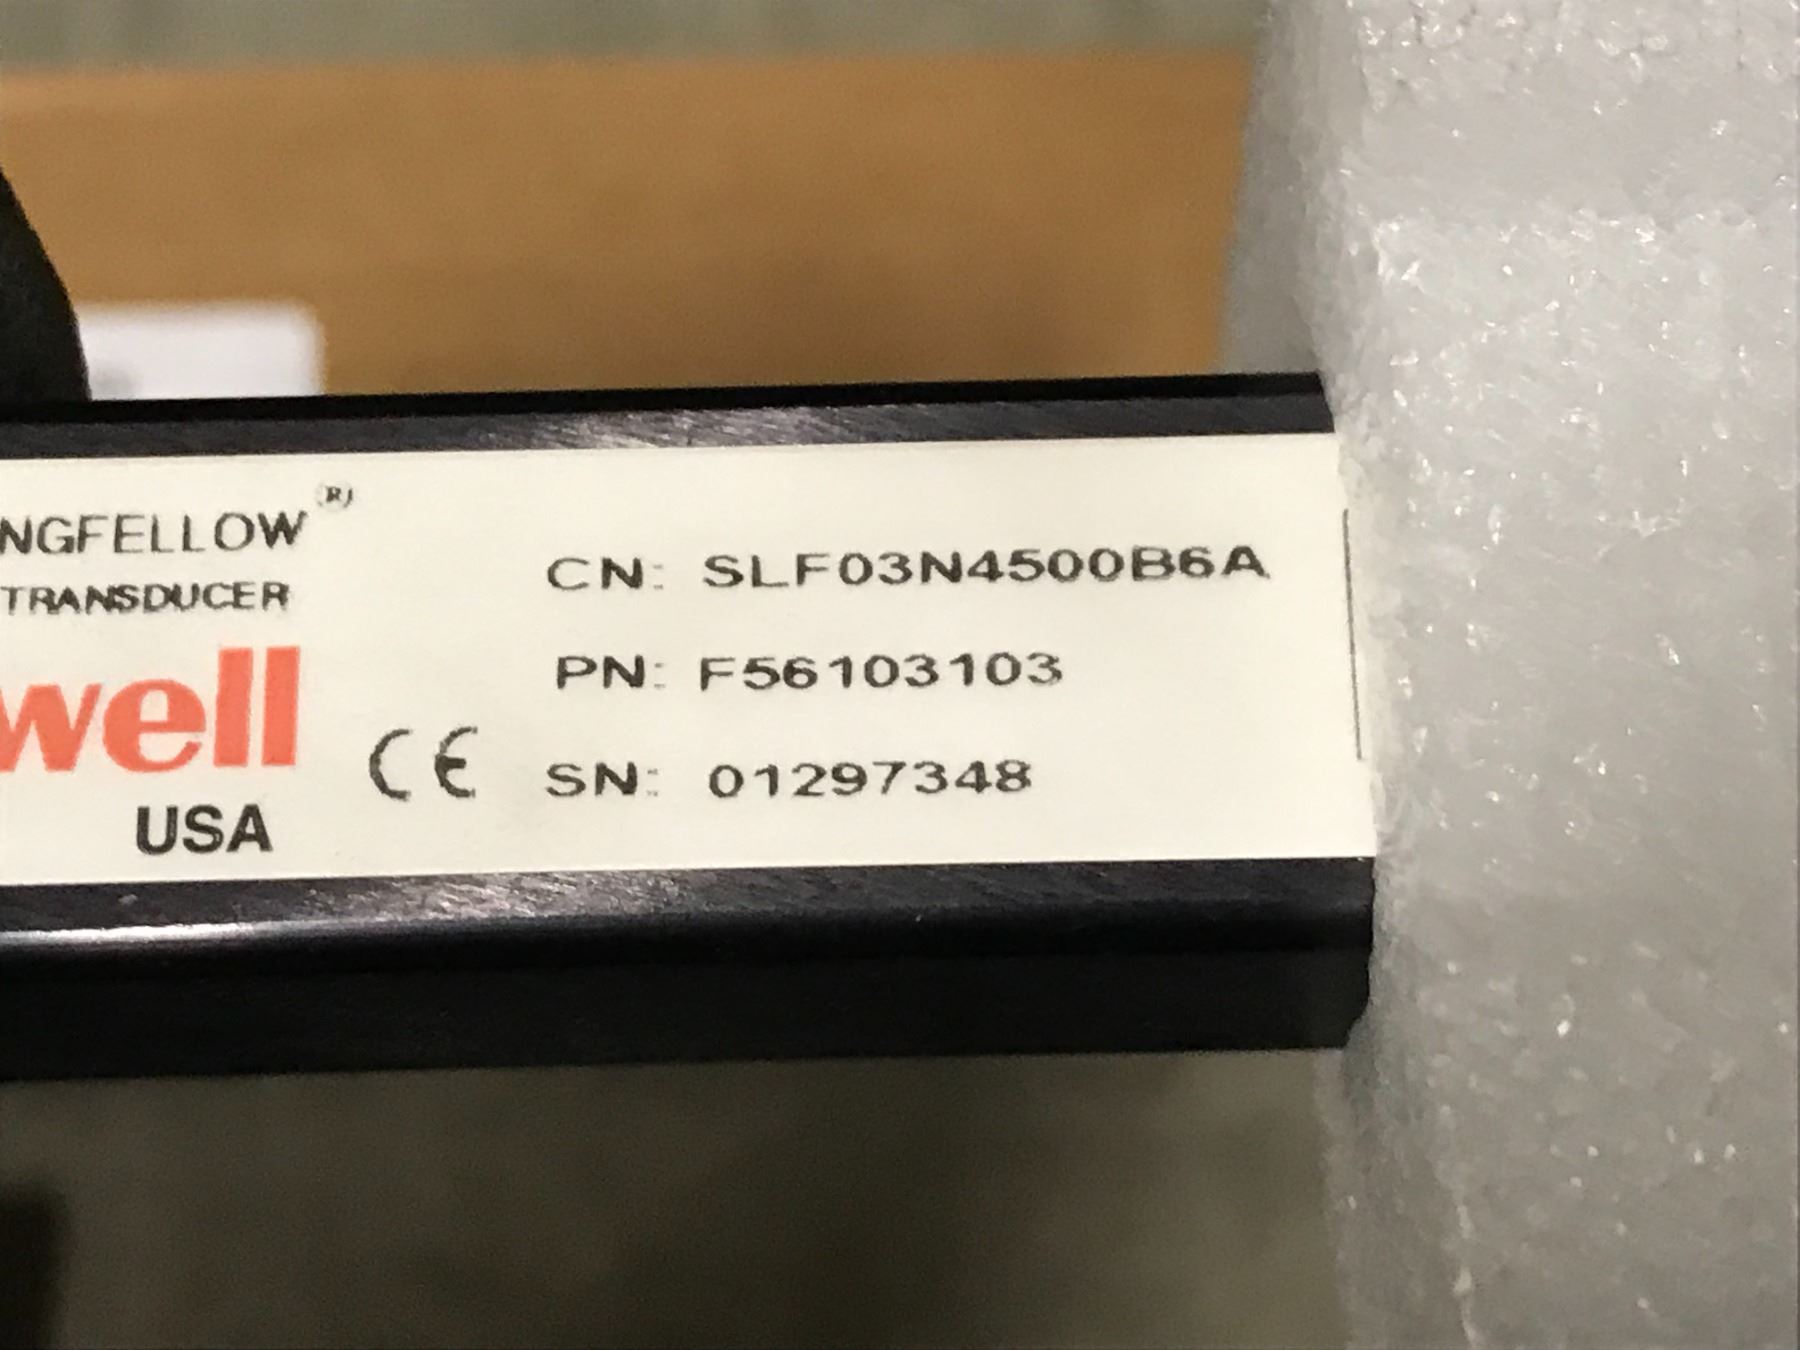 NGFELLOW (R)
TRANSDUCER
well
USA
CE
CN: SLF03N4500B6A
PN: F56103103
SN: 01297348